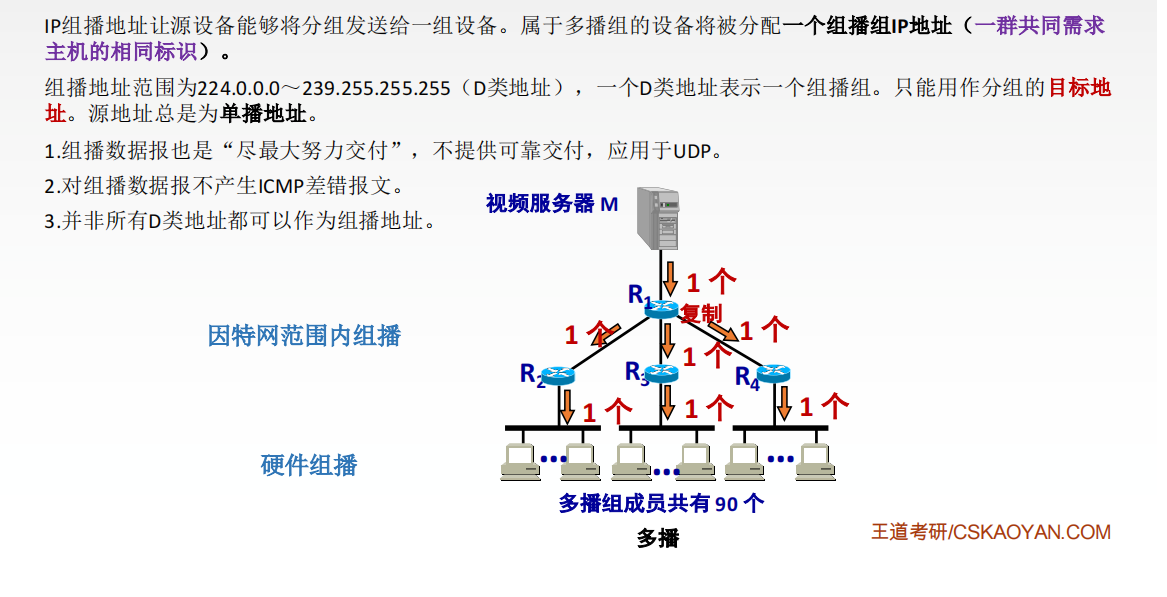 IP组播地址让源设备能够将分组发送给一组设备。属于多播组的设备将被分配一个组播组IP地址（一群共同需求
主机的相同标识）。
组播地址范围为224.0.0.0～239.255.255.255（D类地址），一个D类地址表示一个组播组。只能用作分组的目标地
址。源地址总是为单播地址。
1.组播数据报也是“尽最大努力交付”，不提供可靠交付，应用于UDP。
2.对组播数据报不产生ICMP差错报文。
3.并非所有D类地址都可以作为组播地址。
视频服务器 M
1 个
R1
复制
1 个
1 个
1 个
因特网范围内组播
R2
R3
R4
1 个
1 个
1 个
硬件组播
...
...
...
多播组成员共有 90 个
多播
王道考研/CSKAOYAN.COM